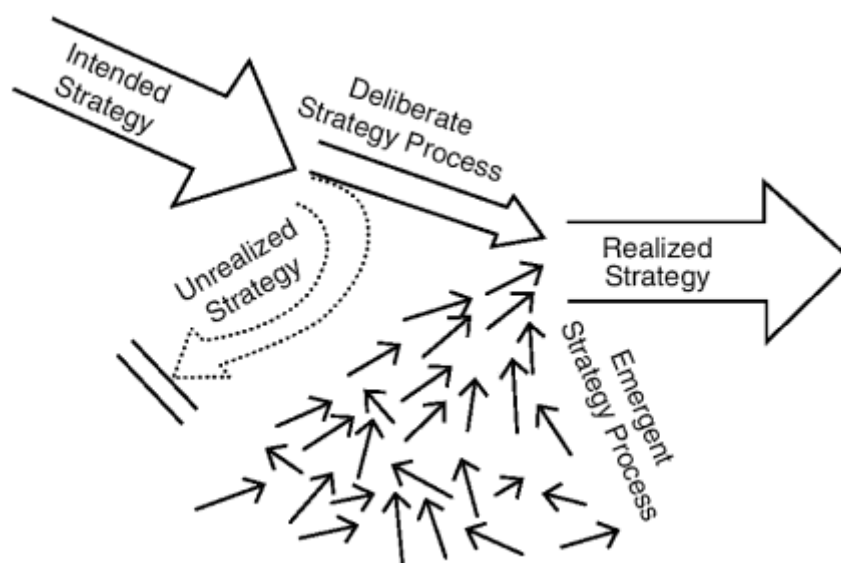 Intended
Strategy
Deliberate
Strategy Process
Unrealized
Strategy
Realized
Strategy
Emergent
Strategy Process